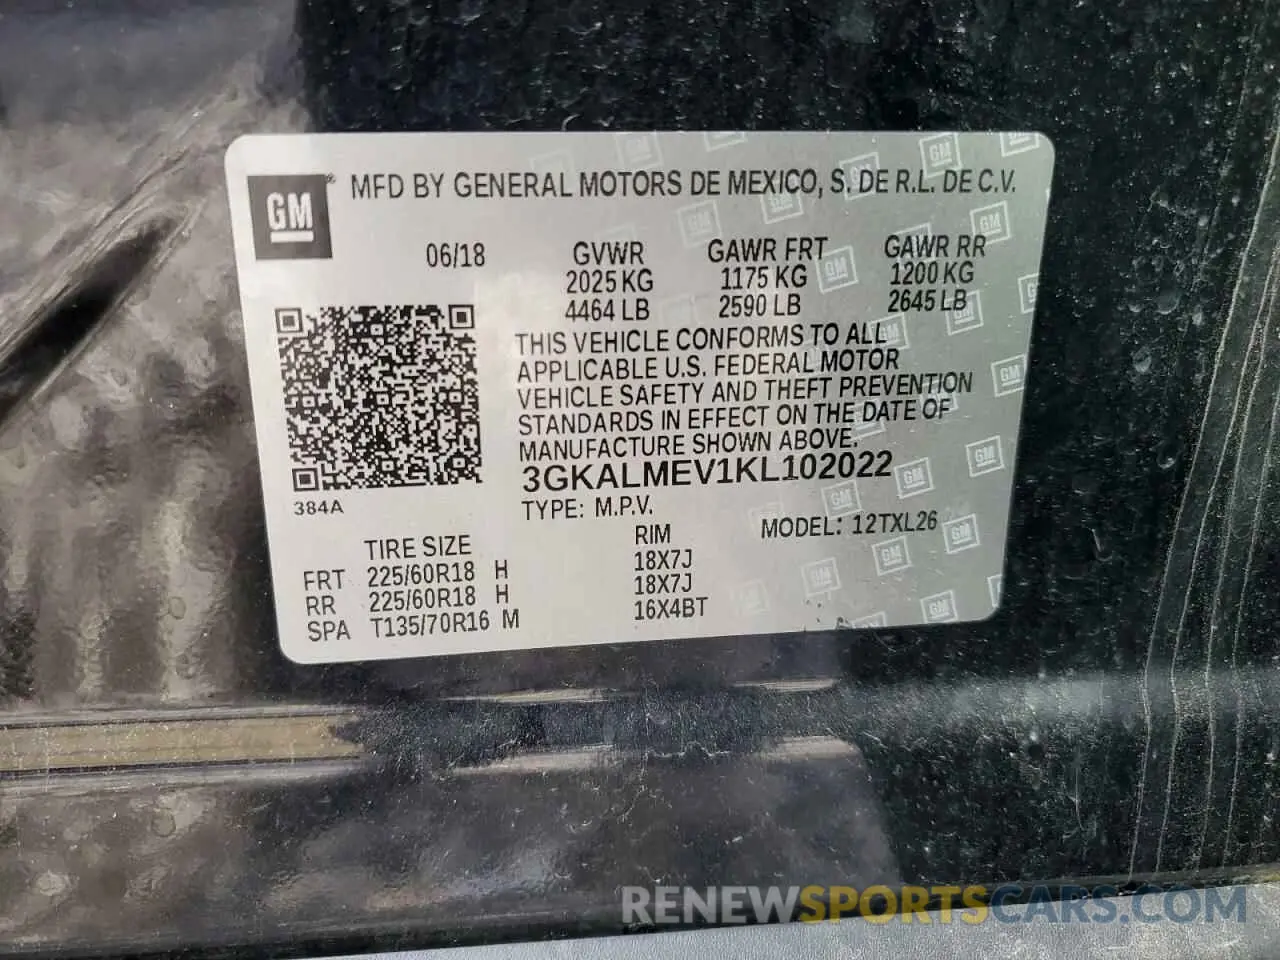 GM® MFD BY GENERAL MOTORS DE MEXICO, S. DE R.L. DE C.V.
06/18 GVWR GAWR FRT GAWR RR
2025 KG 1175 KG 1200 KG
4464 LB 2590 LB 2645 LB
THIS VEHICLE CONFORMS TO ALL
APPLICABLE U.S. FEDERAL MOTOR
VEHICLE SAFETY AND THEFT PREVENTION
STANDARDS IN EFFECT ON THE DATE OF
MANUFACTURE SHOWN ABOVE.
3GKALMEV1KL102022
384A
TYPE: M.P.V.
MODEL: 12TXL26
TIRE SIZE RIM
FRT 225/60R18 H 18X7J
RR 225/60R18 H 18X7J
SPA T135/70R16 M 16X4BT
RENEWSPORTSCARS.COM